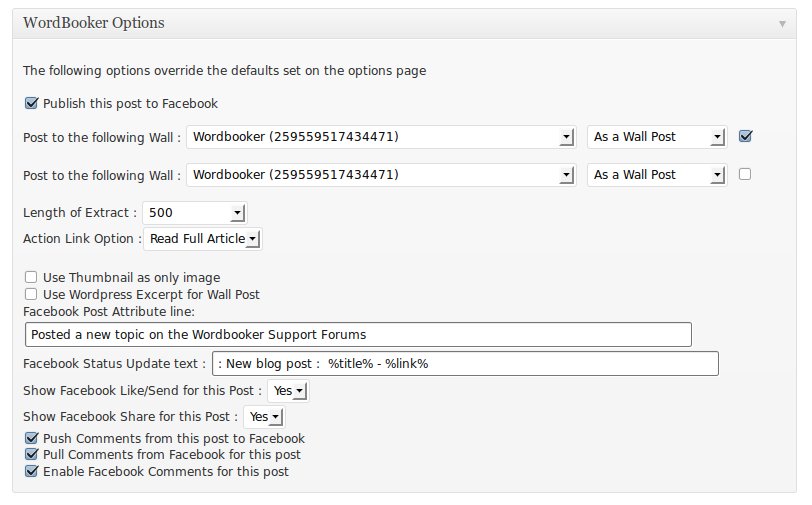 WordBooker Options
The following options override the defaults set on the options page
Publish this post to Facebook
Post to the following Wall : Wordbooker (259559517434471) As a Wall Post
Post to the following Wall : Wordbooker (259559517434471) As a Wall Post
Length of Extract : 500
Action Link Option : Read Full Article
Use Thumbnail as only image
Use Wordpress Excerpt for Wall Post
Facebook Post Attribute line:
Posted a new topic on the Wordbooker Support Forums
Facebook Status Update text : : New blog post : %title% - %link%
Show Facebook Like/Send for this Post : Yes
Show Facebook Share for this Post : Yes
Push Comments from this post to Facebook
Pull Comments from Facebook for this post
Enable Facebook Comments for this post